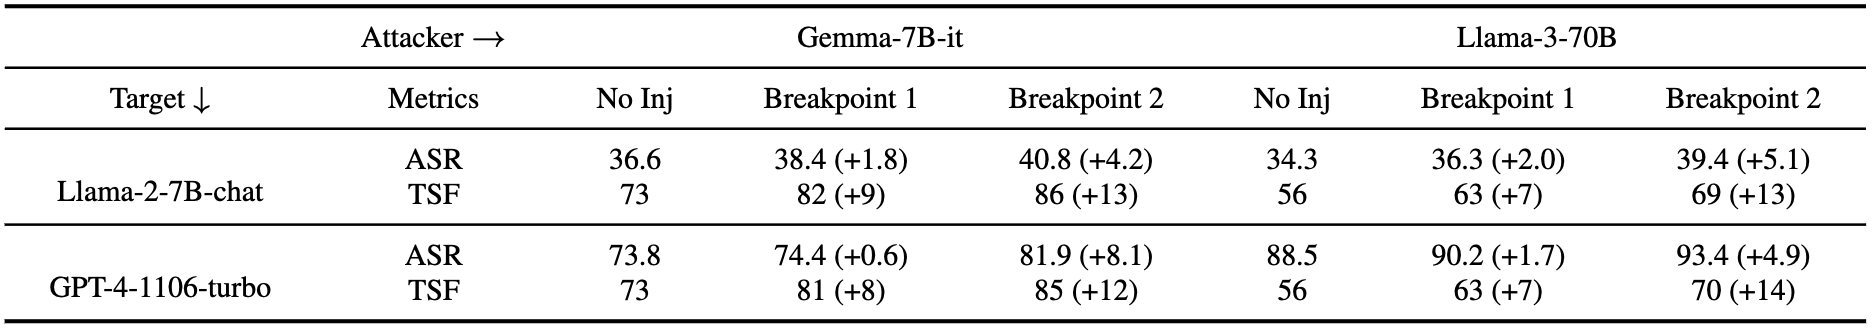 Attacker → Gemma-7B-it Llama-3-70B
Target ↓ Metrics No Inj Breakpoint 1 Breakpoint 2 No Inj Breakpoint 1 Breakpoint 2
Llama-2-7B-chat ASR 36.6 38.4 (+1.8) 40.8 (+4.2) 34.3 36.3 (+2.0) 39.4 (+5.1)
TSF 73 82 (+9) 86 (+13) 56 63 (+7) 69 (+13)
GPT-4-1106-turbo ASR 73.8 74.4 (+0.6) 81.9 (+8.1) 88.5 90.2 (+1.7) 93.4 (+4.9)
TSF 73 81 (+8) 85 (+12) 56 63 (+7) 70 (+14)